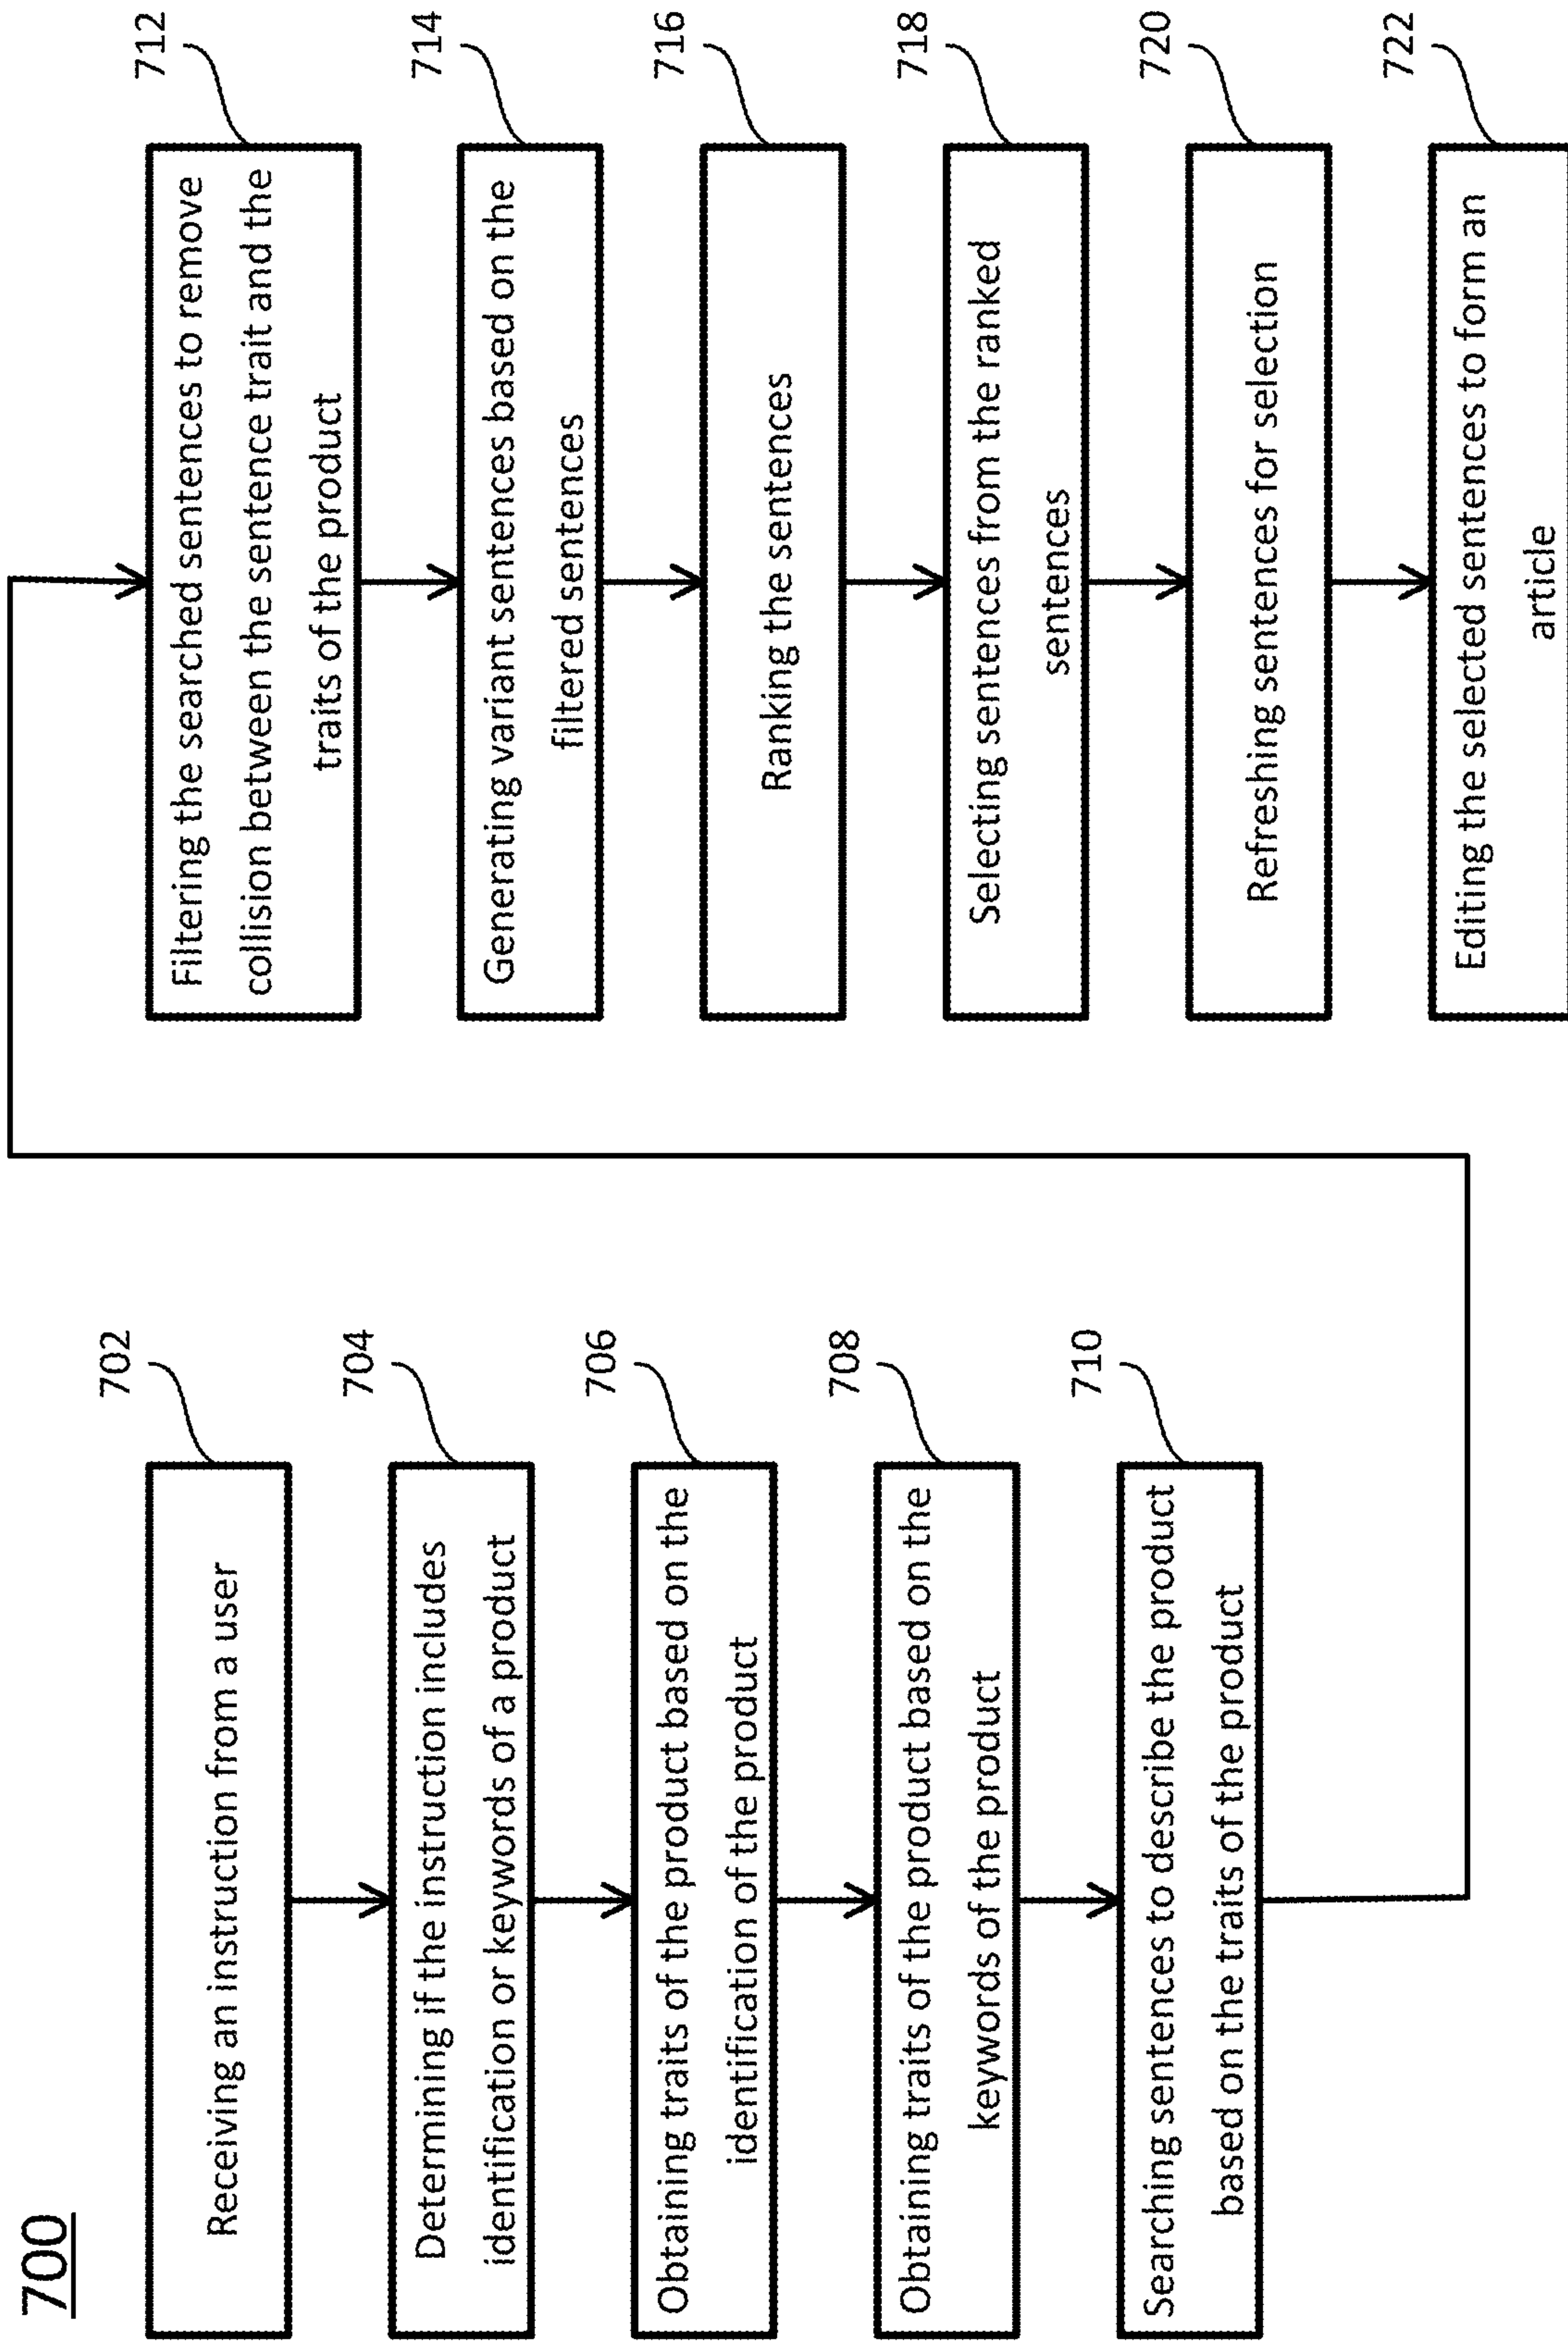 700
Receiving an instruction from a user
702
Determining if the instruction includes
identification or keywords of a product
704
Obtaining traits of the product based on the
identification of the product
706
Obtaining traits of the product based on the
keywords of the product
708
Searching sentences to describe the product
based on the traits of the product
710
Filtering the searched sentences to remove
collision between the sentence trait and the
traits of the product
712
Generating variant sentences based on the
filtered sentences
714
Ranking the sentences
716
Selecting sentences from the ranked
sentences
718
Refreshing sentences for selection
720
Editing the selected sentences to form an
article
722